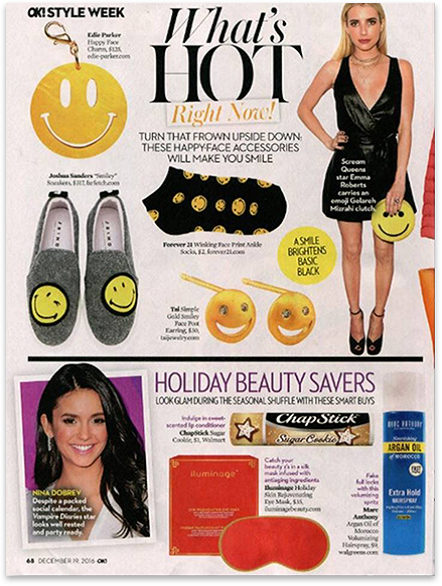 OK! STYLE WEEK
What's
HOT
Right Now!
TURN THAT FROWN UPSIDE DOWN:
THESE HAPPY-FACE ACCESSORIES
WILL MAKE YOU SMILE
Edie Parker
Happy Face
Charm, $125,
edie-parker.com
Joshua Sanders "Smiley"
Sneakers, $317, farfetch.com
Forever 21 Winking Face Print Ankle
Socks, $2, forever21.com
Scream
Queens
star Emma
Roberts
carries an
emoji Gelareh
Mizrahi clutch.
A SMILE
BRIGHTENS
BASIC
BLACK
Tai Simple
Gold Smiley
Face Post
Earring, $30,
taijewelry.com
HOLIDAY BEAUTY SAVERS
LOOK GLAM DURING THE SEASONAL SHUFFLE WITH THESE SMART BUYS
NINA DOBREV
Despite a packed
social calendar, the
Vampire Diaries star
looks well rested
and party ready.
Indulge in sweet-
scented lip conditioner
ChapStick Sugar
Cookie, $1, Walmart
ChapStick
Sugar Cookie
iluminage
Catch your
beauty z's in a silk
mask infused with
antiaging ingredients
iluminage Holiday
Skin Rejuvenating
Eye Mask, $35,
iluminagebeauty.com
Fake
full locks
with this
volumizing
spritz
Marc
Anthony
Argan Oil of
Morocco
Volumizing
Hairspray, $9,
walgreens.com
MARC ANTHONY
ARGAN OIL
of MOROCCO
Extra Hold
HAIRSPRAY
68 DECEMBER 19, 2016 OK!